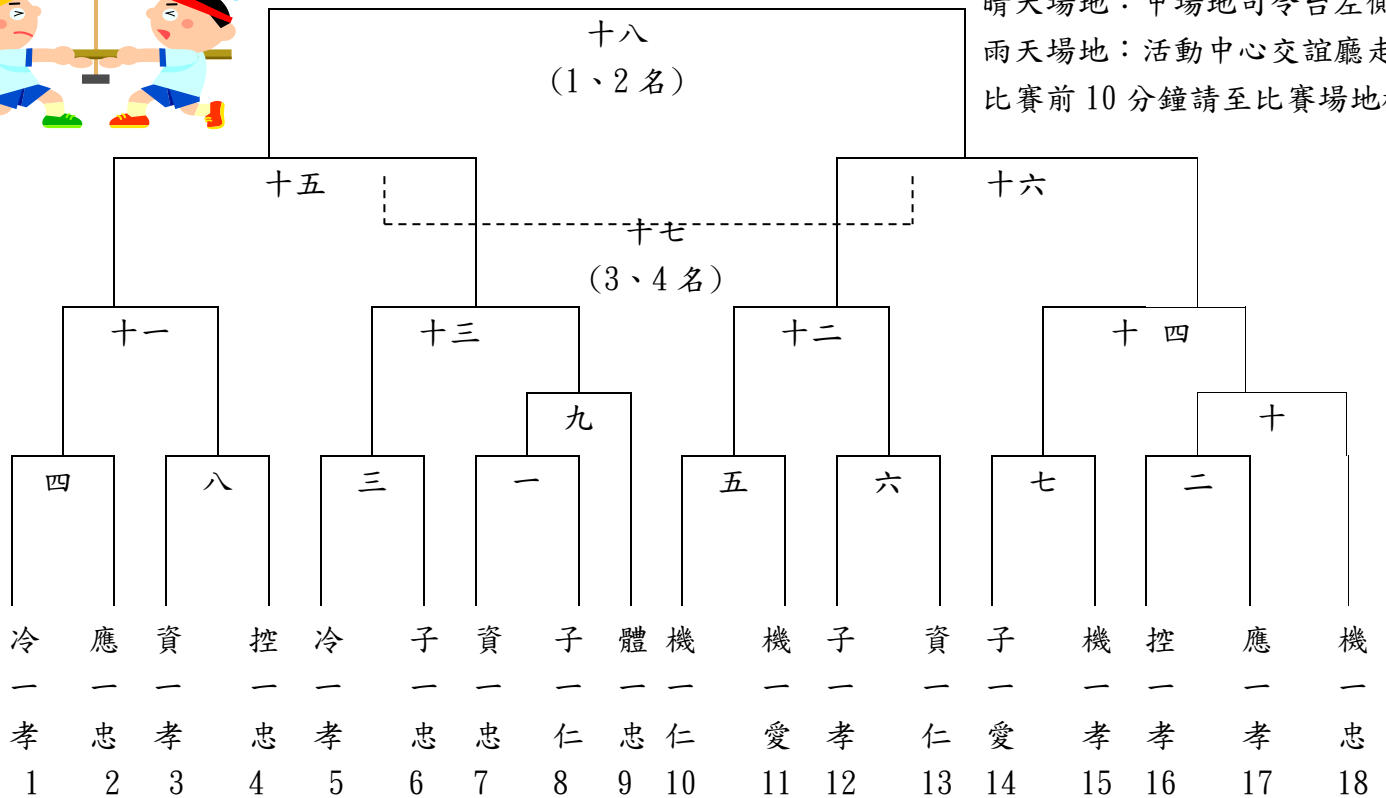 十八
(1、2 名)
晴天場地：甲場地司令台左側
雨天場地：活動中心交誼廳走
比賽前 10 分鐘請至比賽場地
十五
十六
十七
(3、4 名)
十一
十三
十二
十 四
九
十
四
八
三
一
五
六
七
二
冷 應 資 控 冷 子 資 子 體 機 機 子 資 子 機 控 應 機
一 一 一 一 一 一 一 一 一 一 一 一 一 一 一 一 一 一
孝 忠 孝 忠 孝 忠 忠 仁 忠 仁 愛 孝 仁 愛 孝 孝 孝 忠
1 2 3 4 5 6 7 8 9 10 11 12 13 14 15 16 17 18